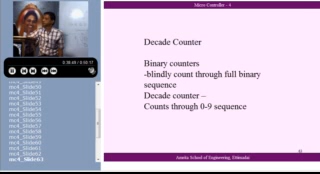 Micro-Controller - 4
Decade Counter
Binary counters
-blindly count through full binary
sequence
Decade counter –
Counts through 0-9 sequence
mc4_Slide50
mc4_Slide52
mc4_Slide53
mc4_Slide54
mc4_Slide55
mc4_Slide56
mc4_Slide57
mc4_Slide58
mc4_Slide59
mc4_Slide60
mc4_Slide61
mc4_Slide62
mc4_Slide63
Amrita School of Engineering, Ettimadai